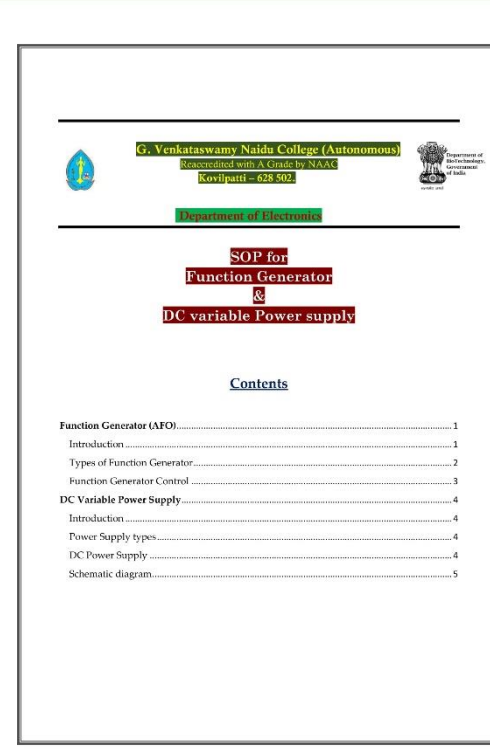 G. Venkataswamy Naidu College (Autonomous)
Reaccredited with A Grade by NAAC
Kovilpatti – 628 502.
Department of
BioTechnology,
Government
of India
Department of Electronics
SOP for
Function Generator
&
DC variable Power supply
Contents
Function Generator (AFO)........ 1
Introduction ........ 1
Types of Function Generator........ 2
Function Generator Control ........ 3
DC Variable Power Supply........ 4
Introduction ........ 4
Power Supply types........ 4
DC Power Supply ........ 4
Schematic diagram........ 5